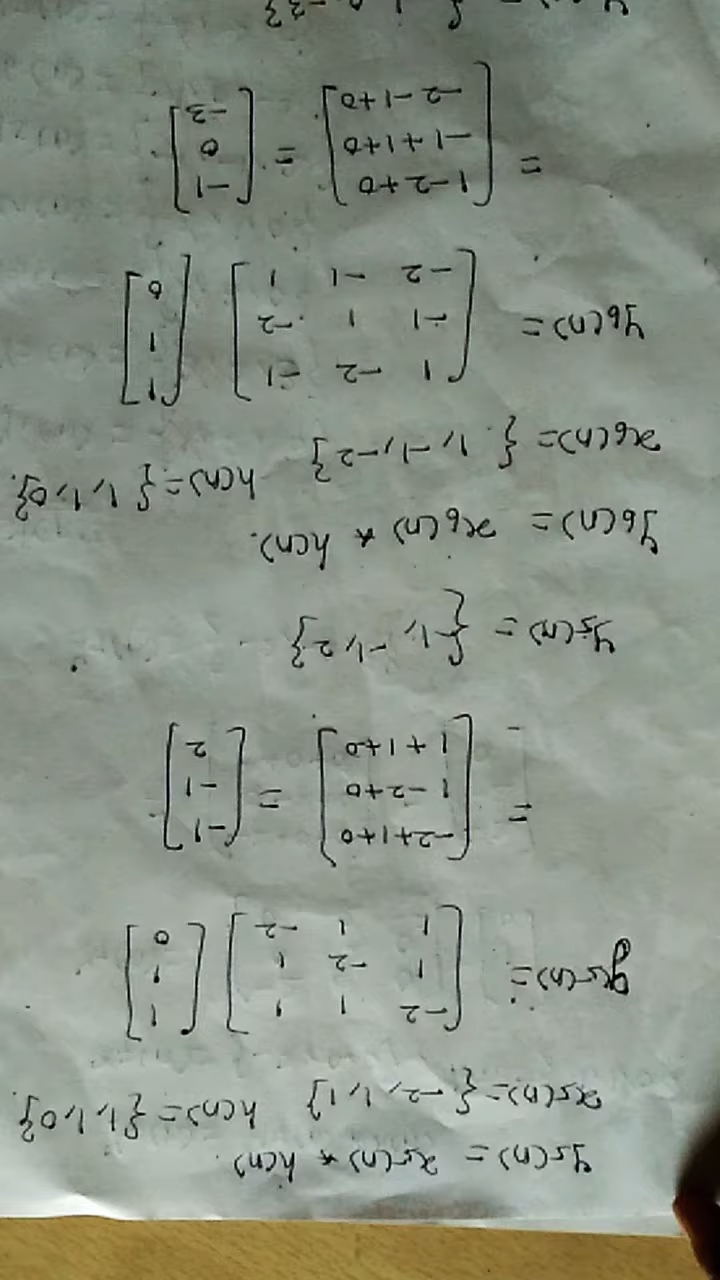 y5(n) = x5(n) * h(n)
x5(n) = {-2, 1, 1} h(n) = {1, 1, 0}.
y5(n) = [-2 1 1] [1]
[1 -2 1] [1]
[1 1 -2] [0]
= [-2+1+0] = [-1]
[1-2+0] [-1]
[1+1+0] [2]
y5(n) = {-1, -1, 2}
y6(n) = x6(n) * h(n).
x6(n) = {1, -1, -2} h(n) = {1, 1, 0}.
y6(n) = [1 -2 -1] [1]
[-1 1 -2] [1]
[-2 -1 1] [0]
= [1-2+0] = [-1]
[-1+1+0] [0]
[-2-1+0] [-3]